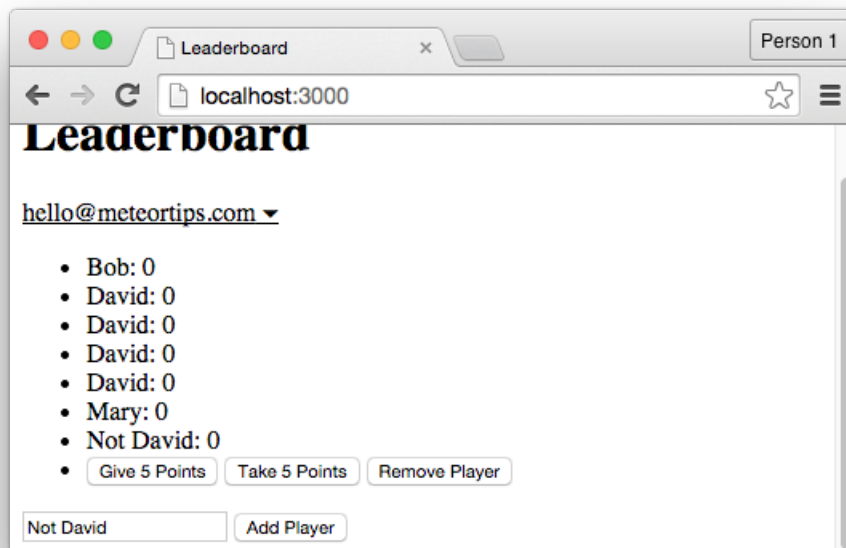 Leaderboard
Person 1
localhost:3000
Leaderboard
hello@meteortips.com
Bob: 0
David: 0
David: 0
David: 0
David: 0
Mary: 0
Not David: 0
Give 5 Points Take 5 Points Remove Player
Not David Add Player